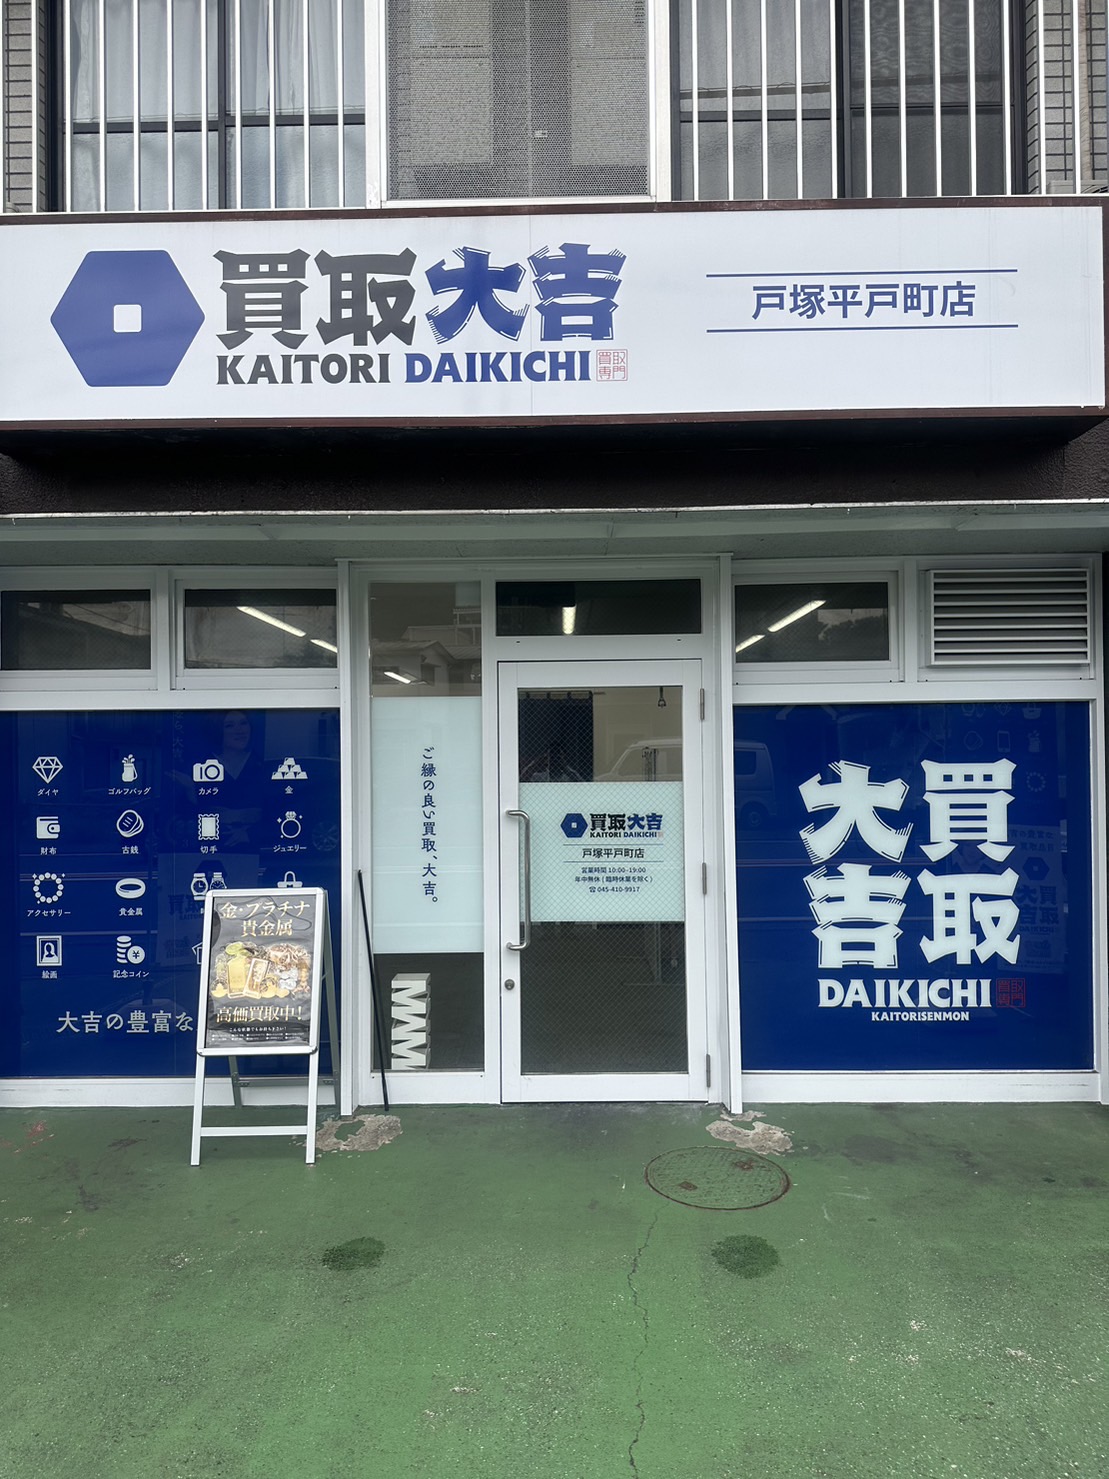 買取大吉
KAITORI DAIKICHI
買取
専門
戸塚平戸町店
ダイヤ
ゴルフバッグ
カメラ
金
財布
古銭
切手
ジュエリー
アクセサリー
貴金属
絵画
記念コイン
大吉の豊富な
金・プラチナ
貴金属
高価買取中!
ご縁の良い買取、大吉。
買取大吉
KAITORI DAIKICHI
戸塚平戸町店
営業時間 10:00-19:00
年中無休(臨時休業を除く)
☎045-410-9917
買取
大吉
DAIKICHI
買取
専門
KAITORISENMON